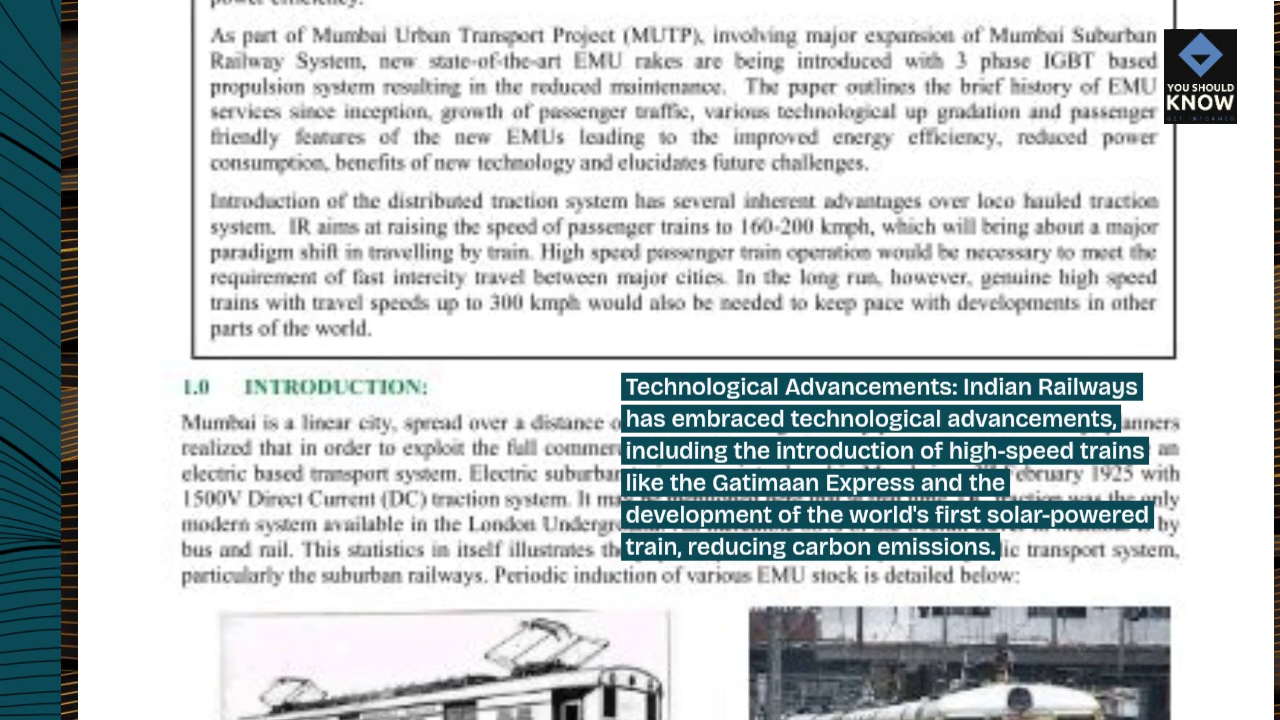 power efficiency.
As part of Mumbai Urban Transport Project (MUTP), involving major expansion of Mumbai Suburban
Railway System, new state-of-the-art EMU rakes are being introduced with 3 phase IGBT based
propulsion system resulting in the reduced maintenance. The paper outlines the brief history of EMU
services since inception, growth of passenger traffic, various technological up gradation and passenger
friendly features of the new EMUs leading to the improved energy efficiency, reduced power
consumption, benefits of new technology and elucidates future challenges.
Introduction of the distributed traction system has several inherent advantages over loco hauled traction
system. IR aims at raising the speed of passenger trains to 160-200 kmph, which will bring about a major
paradigm shift in travelling by train. High speed passenger train operation would be necessary to meet the
requirement of fast intercity travel between major cities. In the long run, however, genuine high speed
trains with travel speeds up to 300 kmph would also be needed to keep pace with developments in other
parts of the world.
YOU SHOULD
KNOW
GET INFORMED
1.0 INTRODUCTION:
Mumbai is a linear city, spread over a distance
realized that in order to exploit the full an
electric based transport system. Electric suburban February 1925 with
1500V Direct Current (DC) traction system. It was the only
modern system available in the London by
bus and rail. This statistics in itself illustrates transport system,
particularly the suburban railways. Periodic induction of various EMU stock is detailed below:
Technological Advancements: Indian Railways
has embraced technological advancements,
including the introduction of high-speed trains
like the Gatimaan Express and the
development of the world's first solar-powered
train, reducing carbon emissions.